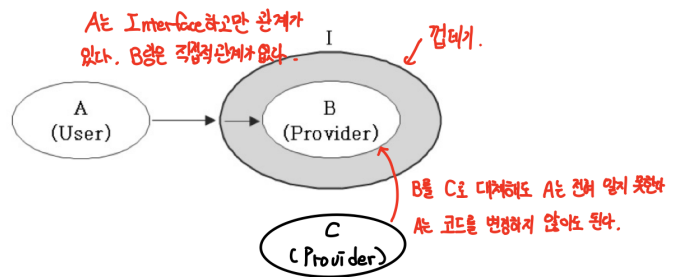 A는 Interface하고만 관계가
있다. B랑은 직접적관계가 없다.
I
껍데기.
A
(User)
B
(Provider)
B를 C로 대체해도 A는 전혀 알지 못한다
A는 코드를 변경하지 않아도 된다.
C
(Provider)